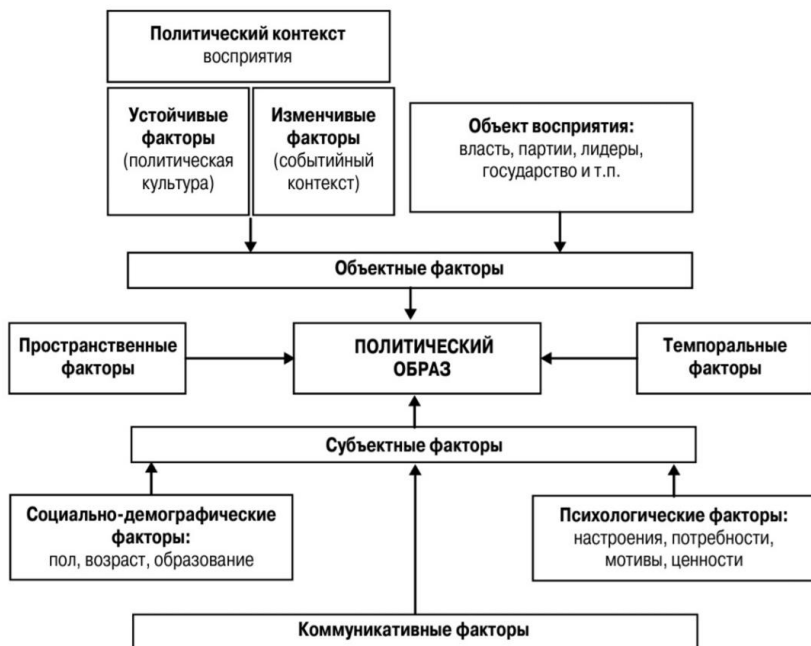 Политический контекст
восприятия
Устойчивые
факторы
(политическая
культура)
Изменчивые
факторы
(событийный
контекст)
Объект восприятия:
власть, партии, лидеры,
государство и т.п.
Объектные факторы
Пространственные
факторы
ПОЛИТИЧЕСКИЙ
ОБРАЗ
Темпоральные
факторы
Субъектные факторы
Социально-демографические
факторы:
пол, возраст, образование
Психологические факторы:
настроения, потребности,
мотивы, ценности
Коммуникативные факторы